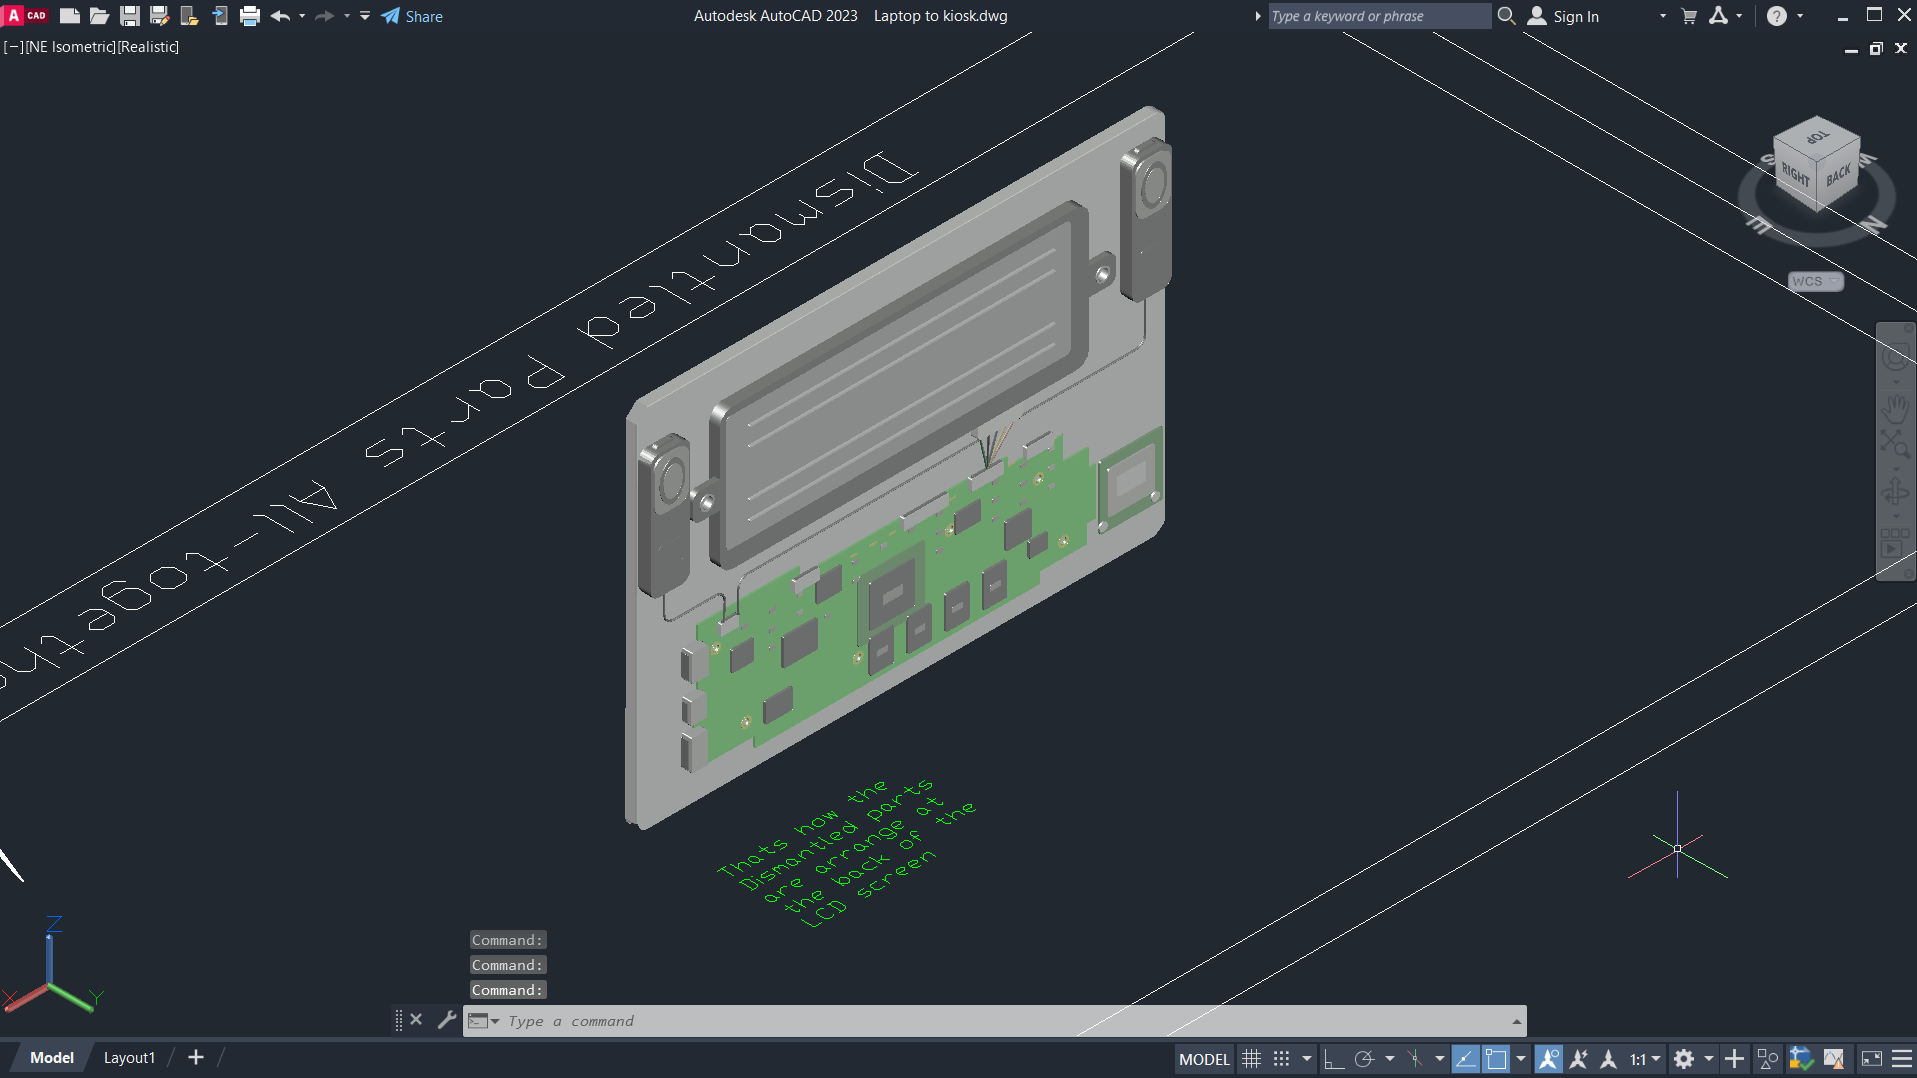 CAD
Share
Autodesk AutoCAD 2023 Laptop to kiosk.dwg
Type a keyword or phrase
Sign In
[−][NE Isometric][Realistic]
TOP
RIGHT
BACK
S
W
E
N
WCS
Dismantled Parts All-togeth
Thats how the
Dismantled parts
are arrange at
the back of the
LCD screen
Z
X
Y
Command:
Command:
Command:
Type a command
Model
Layout1
MODEL
1:1